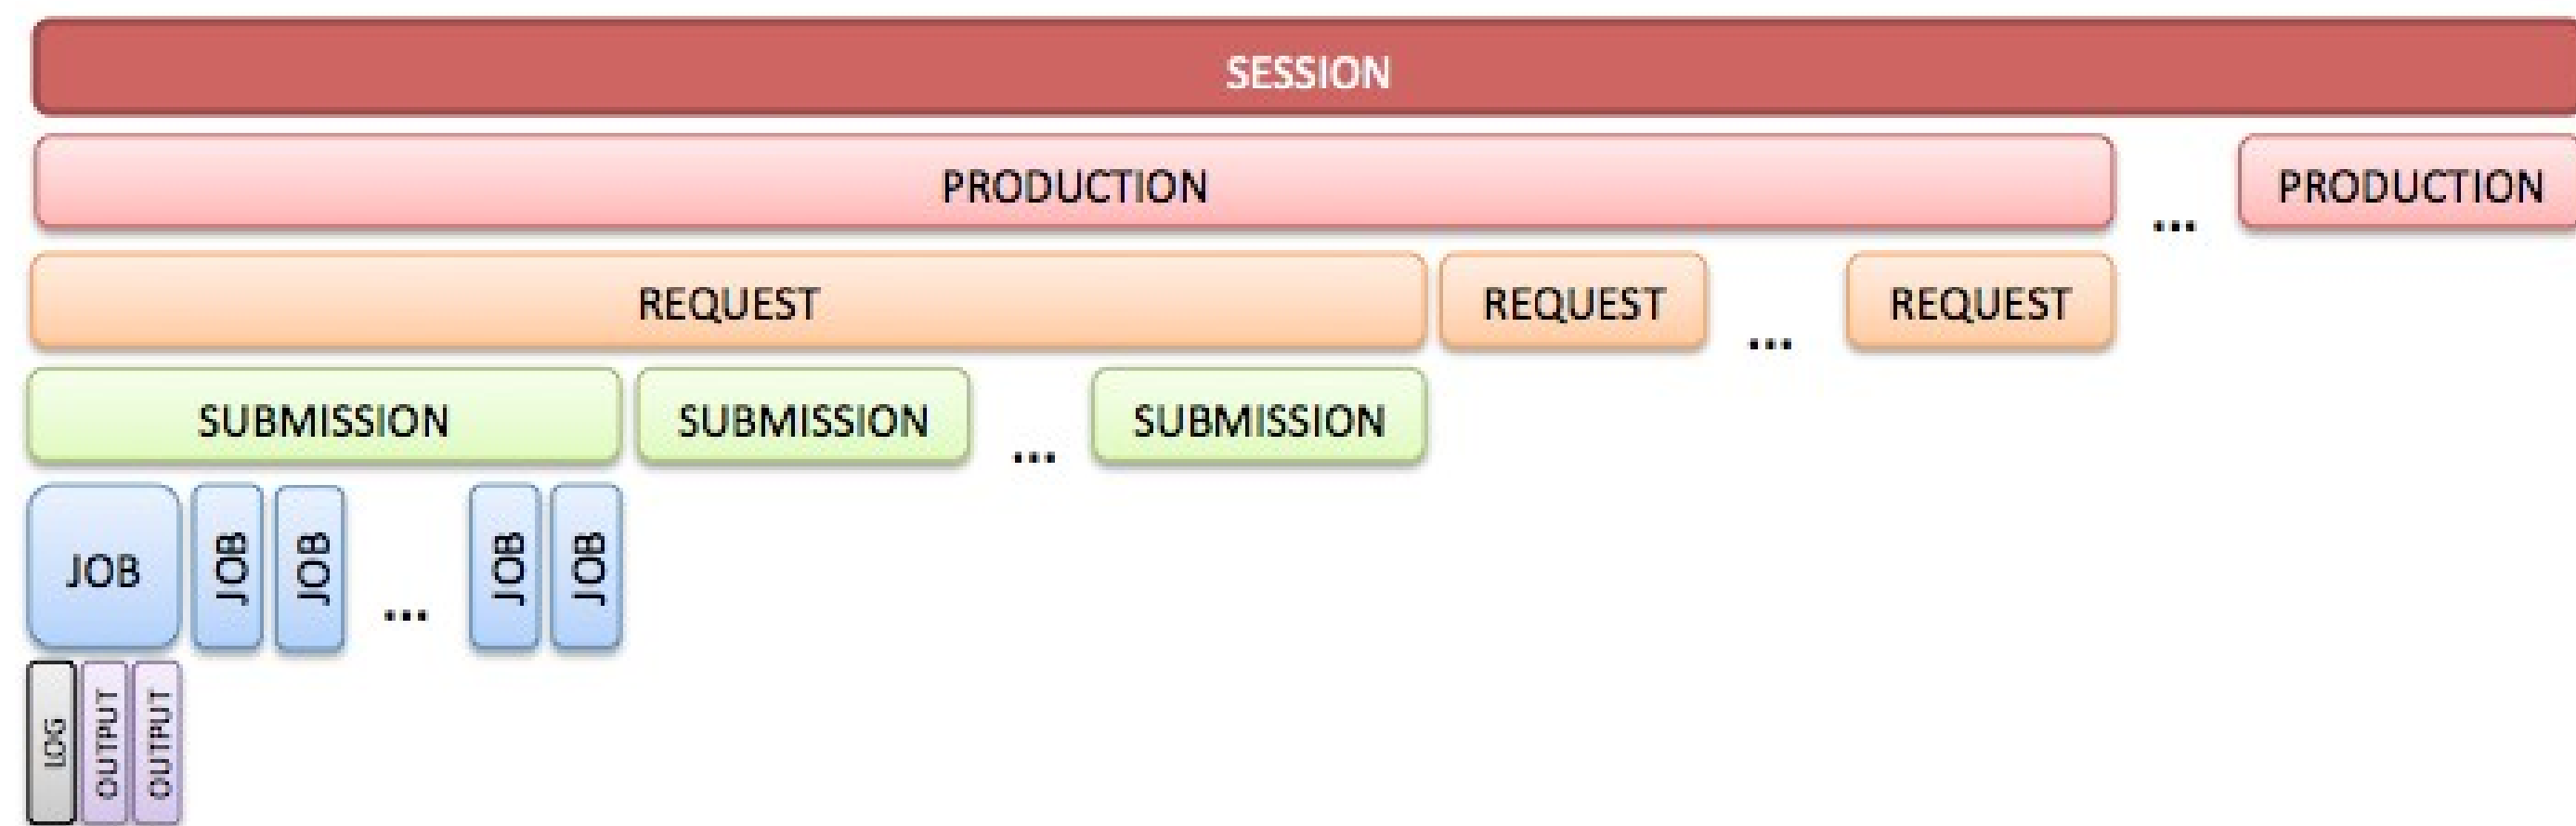 SESSION
PRODUCTION ... PRODUCTION
REQUEST REQUEST ... REQUEST
SUBMISSION SUBMISSION ... SUBMISSION
JOB JOB JOB ... JOB JOB
LOG OUTPUT OUTPUT